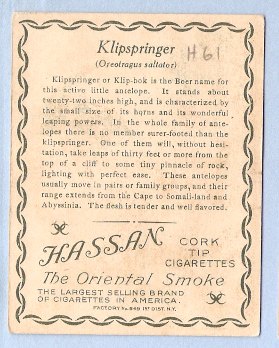 Klipspringer
(Oreotragus saltator)
H 61
Klipspringer or Klip-bok is the Boer name for
this active little antelope. It stands about
twenty-two inches high, and is characterized by
the small size of its horns and its wonderful
leaping powers. In the whole family of ante-
lopes there is no member surer-footed than the
klipspringer. One of them will, without hesi-
tation, take leaps of thirty feet or more from the
top of a cliff to some tiny pinnacle of rock,
lighting with perfect ease. These antelopes
usually move in pairs or family groups, and their
range extends from the Cape to Somali-land and
Abyssinia. The flesh is tender and well flavored.
HASSAN
CORK
TIP
CIGARETTES
The Oriental Smoke
THE LARGEST SELLING BRAND
OF CIGARETTES IN AMERICA.
FACTORY No. 649 1ST DIST. N.Y.